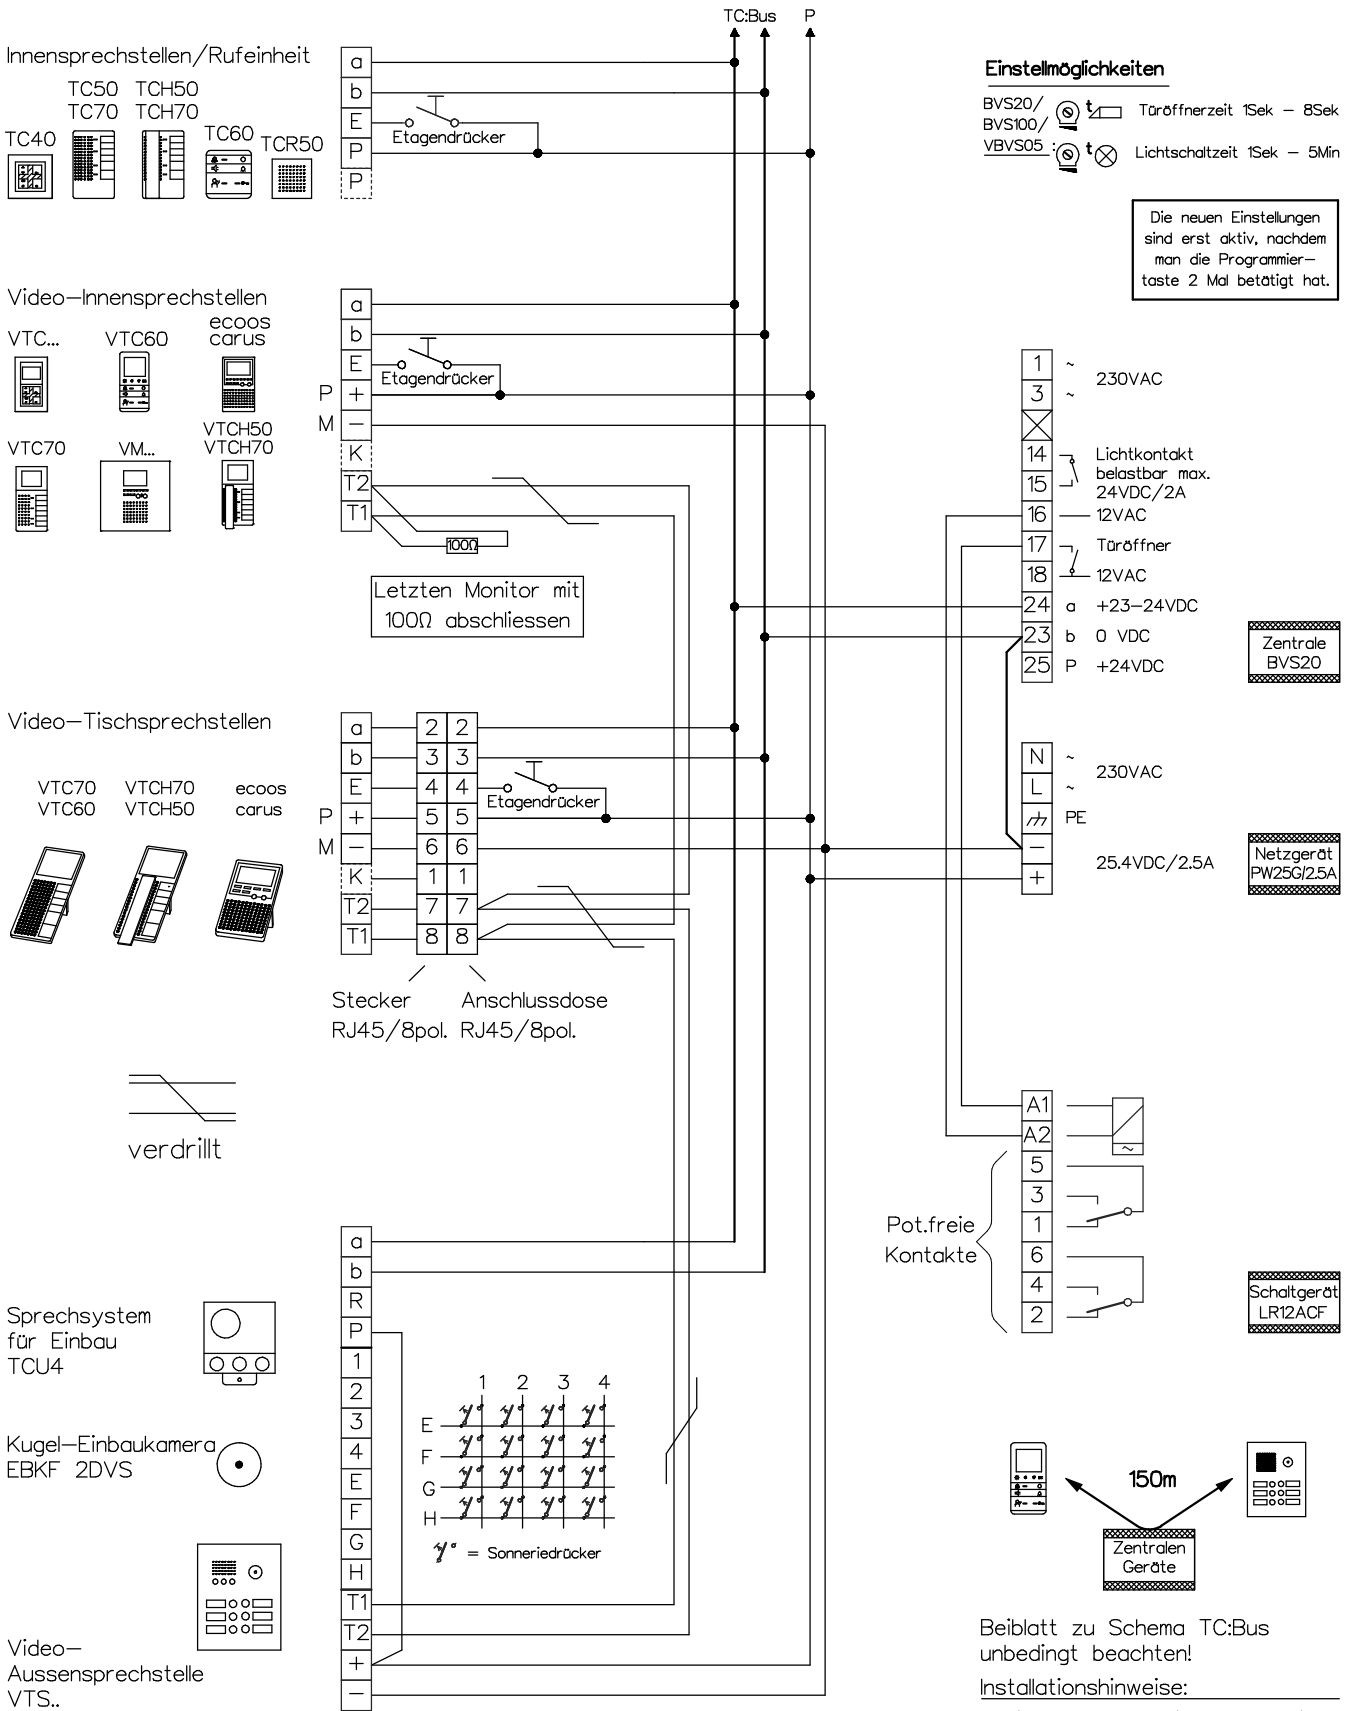 TC:Bus P
Innensprechstellen/Rufeinheit
TC50 TCH50
TC70 TCH70
TC40 TC60 TCR50
a
b
E
P
P
Etagendrücker
Einstellmöglichkeiten
BVS20/
BVS100/
VBVS05 :
t Türöffnerzeit 1Sek – 8Sek
t Lichtschaltzeit 1Sek – 5Min
Die neuen Einstellungen
sind erst aktiv, nachdem
man die Programmier–
taste 2 Mal betätigt hat.
Video–Innensprechstellen
VTC... VTC60 ecoos
carus
VTC70 VM... VTCH50
VTCH70
a
b
E
P +
M –
K
T2
T1
Etagendrücker
100Ω
Letzten Monitor mit
100Ω abschliessen
1 ~
3 ~
230VAC
14
15
Lichtkontakt
belastbar max.
24VDC/2A
16 12VAC
17 Türöffner
18 12VAC
24 a +23–24VDC
23 b 0 VDC
25 P +24VDC
Zentrale
BVS20
Video–Tischsprechstellen
VTC70 VTCH70 ecoos
VTC60 VTCH50 carus
a 2 2
b 3 3
E 4 4
P + 5 5
M – 6 6
K 1 1
T2 7 7
T1 8 8
Etagendrücker
Stecker Anschlussdose
RJ45/8pol. RJ45/8pol.
N ~
L ~
230VAC
PE
–
+
25.4VDC/2.5A
Netzgerät
PW25G/2.5A
verdrillt
A1
A2
~
5
3
1
6
4
2
Pot.freie
Kontakte
Schaltgerät
LR12ACF
Sprechsystem
für Einbau
TCU4
Kugel–Einbaukamera
EBKF 2DVS
Video–
Aussensprechstelle
VTS..
a
b
R
P
1
2
3
4
E
F
G
H
T1
T2
+
–
1 2 3 4
E
F
G
H
= Sonneriedrücker
150m
Zentralen
Geräte
Beiblatt zu Schema TC:Bus
unbedingt beachten!
Installationshinweise: